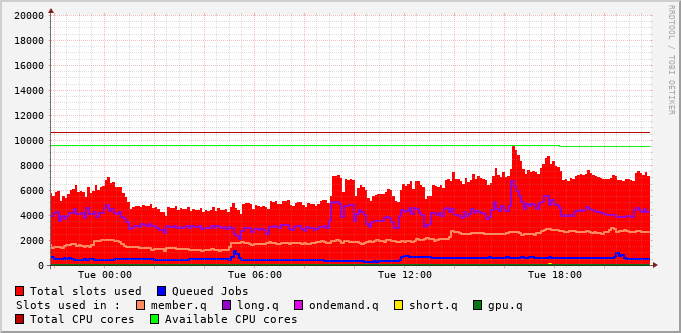 20000
18000
16000
14000
12000
10000
8000
6000
4000
2000
0
Tue 00:00 Tue 06:00 Tue 12:00 Tue 18:00
RRDTOOL / TOBI OETIKER
Total slots used Queued Jobs
Slots used in : member.q long.q ondemand.q short.q gpu.q
Total CPU cores Available CPU cores